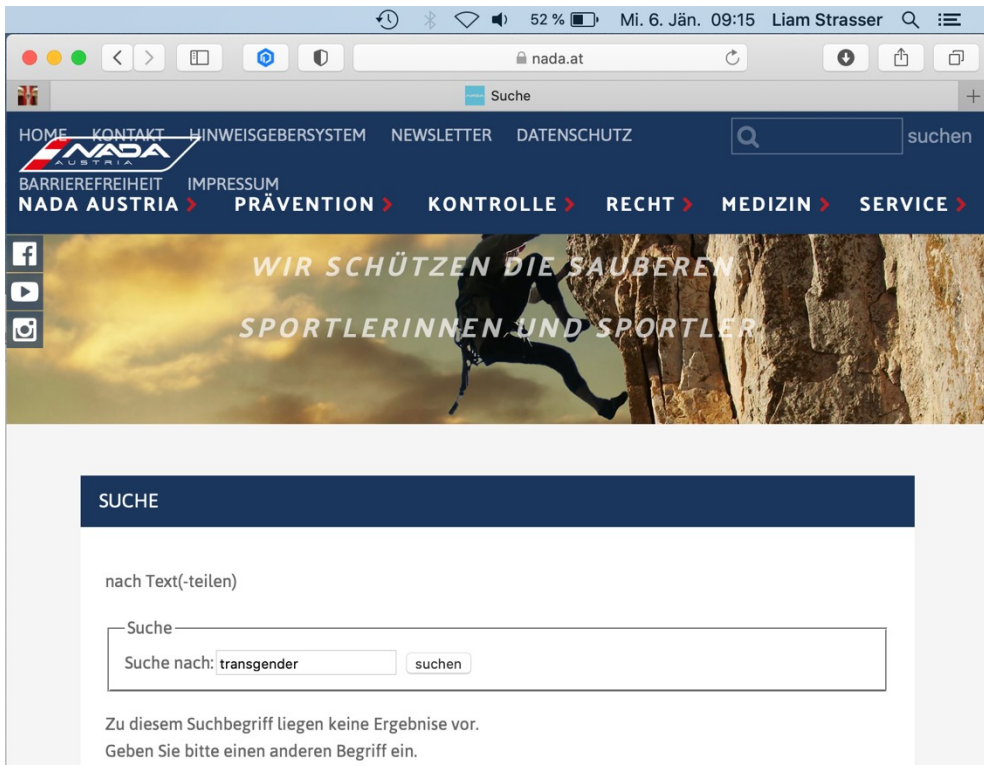 52 % Mi. 6. Jän. 09:15 Liam Strasser
nada.at
Suche
HOME KONTAKT HINWEISGEBERSYSTEM NEWSLETTER DATENSCHUTZ suchen
NADA
AUSTRIA
BARRIEREFREIHEIT IMPRESSUM
NADA AUSTRIA PRÄVENTION KONTROLLE RECHT MEDIZIN SERVICE
WIR SCHÜTZEN DIE SAUBEREN
SPORTLERINNEN UND SPORTLER
SUCHE
nach Text(-teilen)
Suche
Suche nach: transgender suchen
Zu diesem Suchbegriff liegen keine Ergebnise vor.
Geben Sie bitte einen anderen Begriff ein.